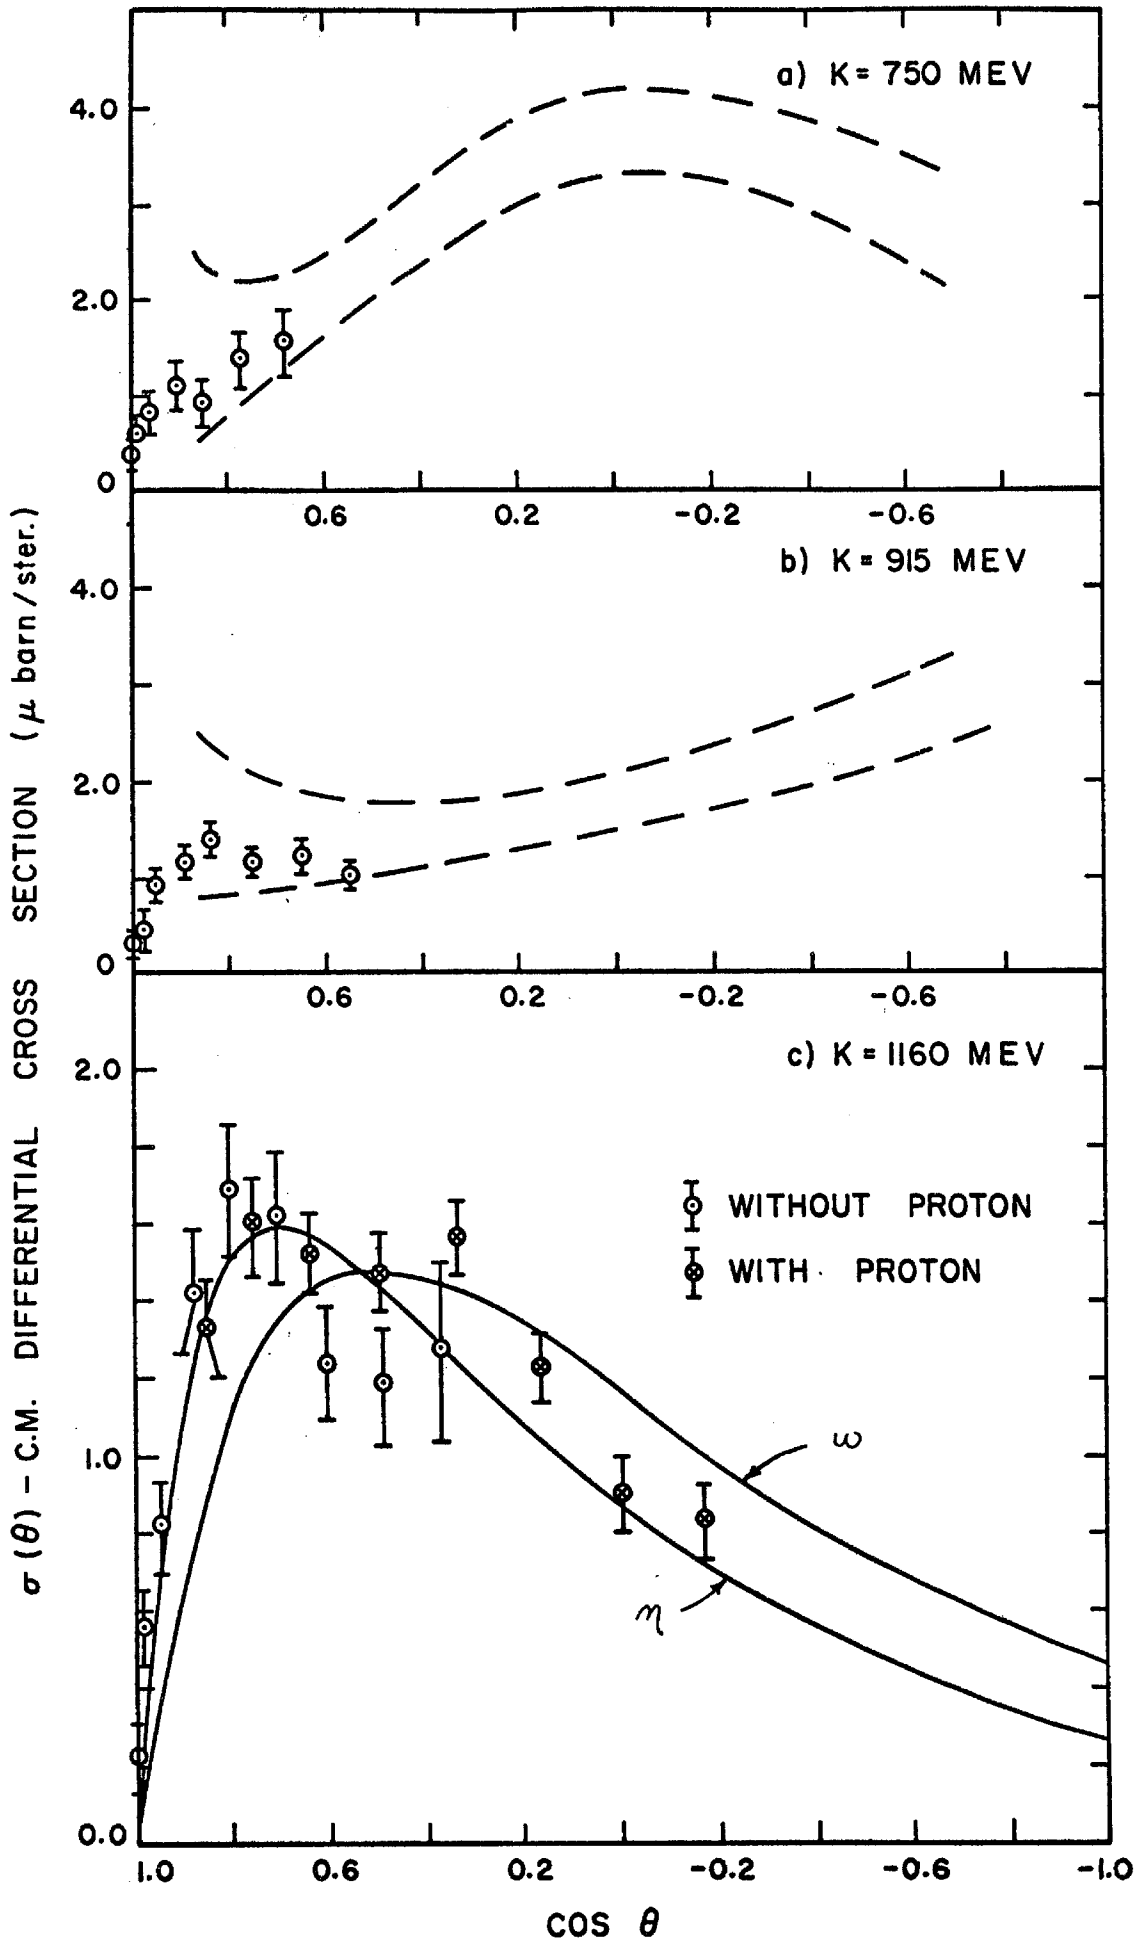 a) K = 750 MEV
4.0
2.0
0
0.6 0.2 -0.2 -0.6
b) K = 915 MEV
4.0
2.0
0
0.6 0.2 -0.2 -0.6
c) K = 1160 MEV
2.0
WITHOUT PROTON
WITH PROTON
1.0
ω
η
0.0
1.0 0.6 0.2 -0.2 -0.6 -1.0
COS θ
σ (θ) - C.M. DIFFERENTIAL CROSS SECTION (μ barn/ster.)